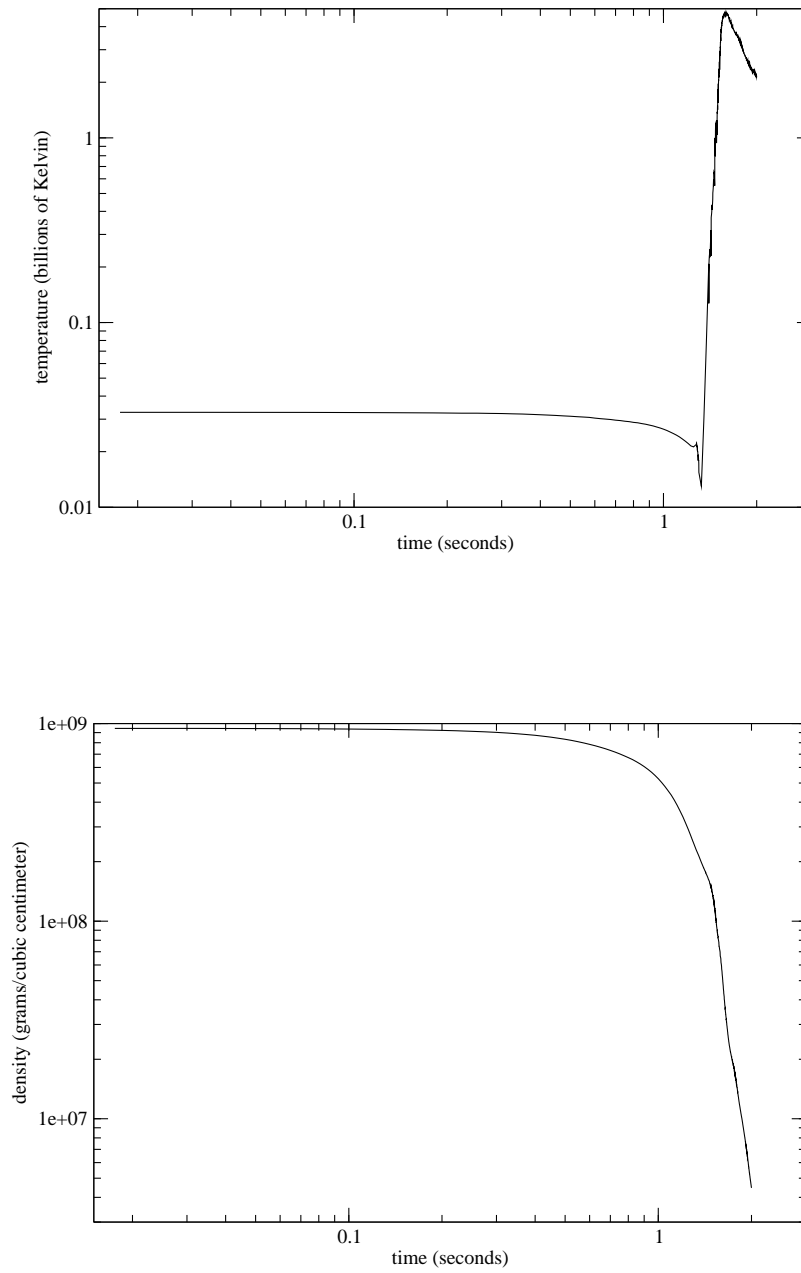 1
0.1
0.01
temperature (billions of Kelvin)
0.1
1
time (seconds)
1e+09
1e+08
1e+07
density (grams/cubic centimeter)
0.1
1
time (seconds)